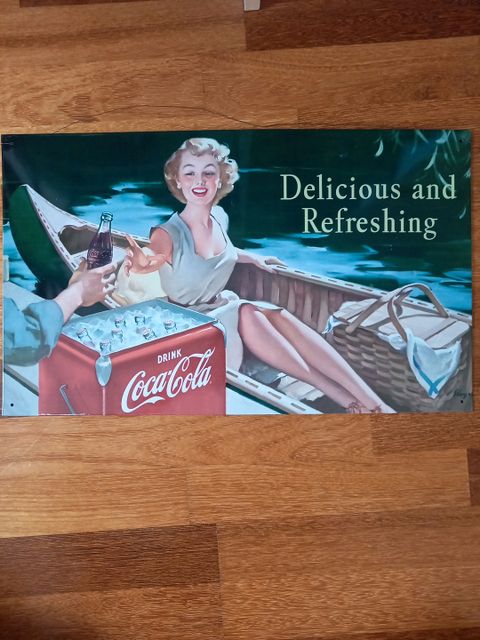 Delicious and
Refreshing
DRINK
Coca-Cola